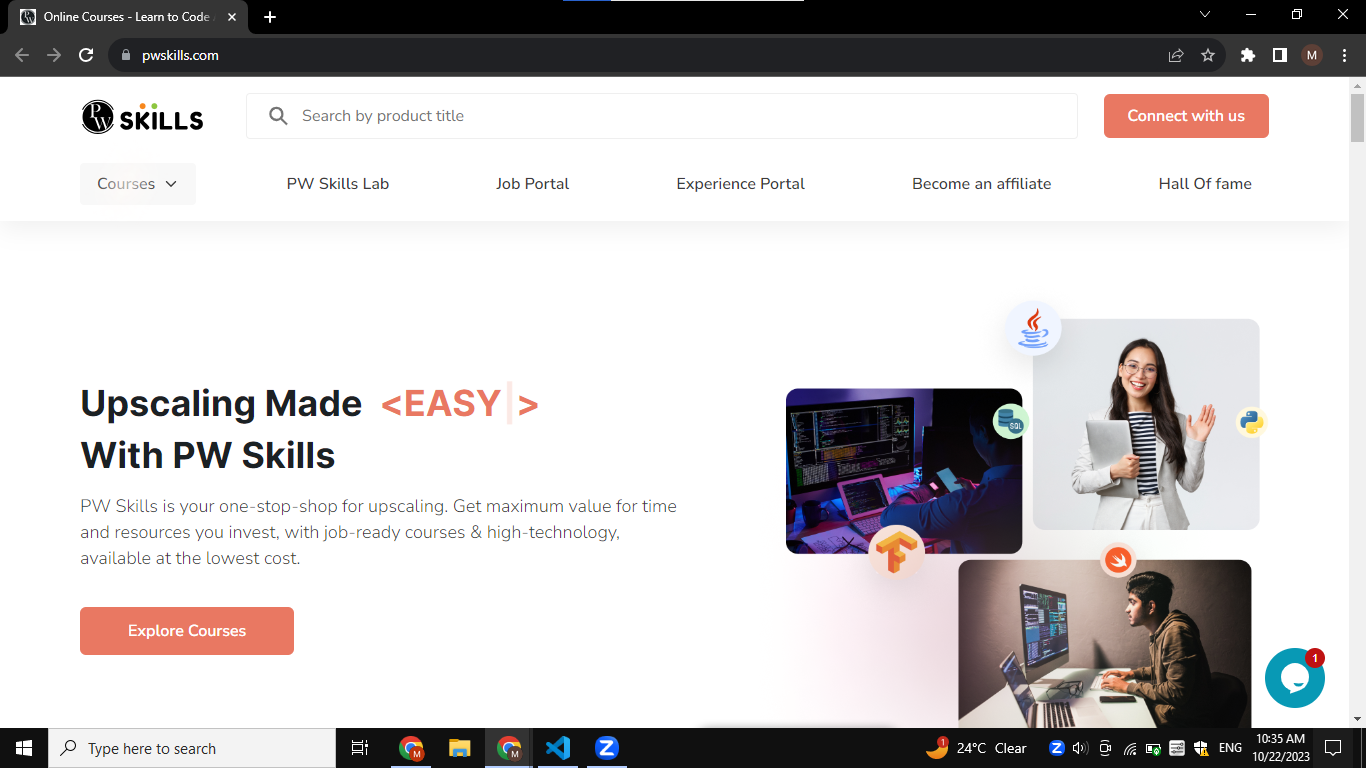 Online Courses - Learn to Code
pwskills.com
M
PW SKILLS
Search by product title
Connect with us
Courses
PW Skills Lab
Job Portal
Experience Portal
Become an affiliate
Hall Of fame
Upscaling Made <EASY >
With PW Skills
PW Skills is your one-stop-shop for upscaling. Get maximum value for time
and resources you invest, with job-ready courses & high-technology,
available at the lowest cost.
Explore Courses
SQL
1
Type here to search
M
M
Z
1
24°C Clear
Z
ENG
10:35 AM
10/22/2023